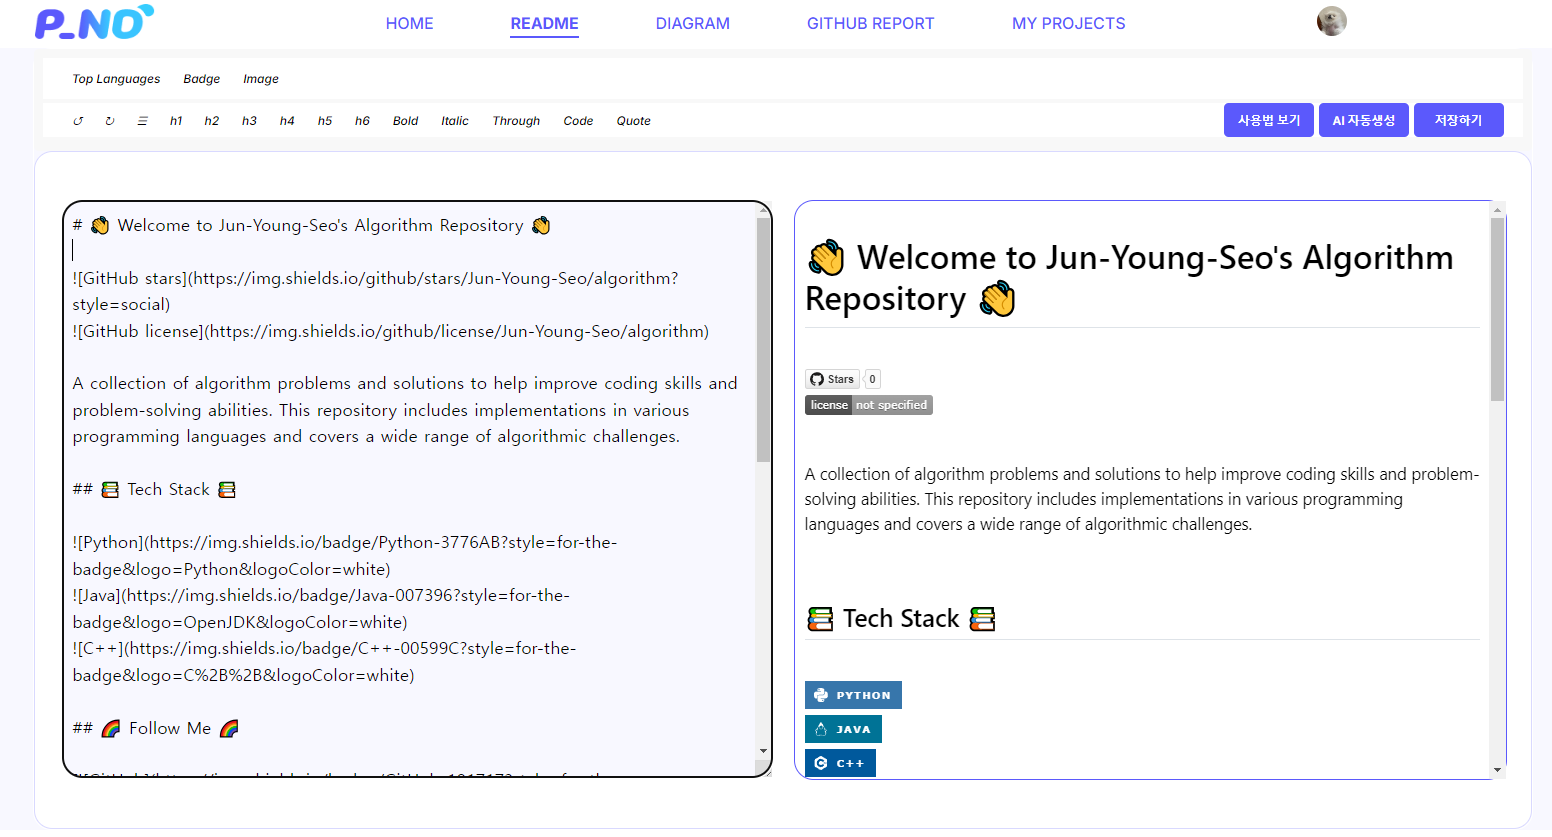 P_NO
HOME
README
DIAGRAM
GITHUB REPORT
MY PROJECTS
Top Languages
Badge
Image
h1
h2
h3
h4
h5
h6
Bold
Italic
Through
Code
Quote
사용법 보기
AI 자동생성
저장하기
# 👏 Welcome to Jun-Young-Seo's Algorithm Repository 👏
![GitHub stars](https://img.shields.io/github/stars/Jun-Young-Seo/algorithm?
style=social)
![GitHub license](https://img.shields.io/github/license/Jun-Young-Seo/algorithm)
A collection of algorithm problems and solutions to help improve coding skills and
problem-solving abilities. This repository includes implementations in various
programming languages and covers a wide range of algorithmic challenges.
## 📚 Tech Stack 📚
![Python](https://img.shields.io/badge/Python-3776AB?style=for-the-
badge&logo=Python&logoColor=white)
![Java](https://img.shields.io/badge/Java-007396?style=for-the-
badge&logo=OpenJDK&logoColor=white)
![C++](https://img.shields.io/badge/C++-00599C?style=for-the-
badge&logo=C%2B%2B&logoColor=white)
## 🌈 Follow Me 🌈
👏 Welcome to Jun-Young-Seo's Algorithm
Repository 👏
Stars 0
license not specified
A collection of algorithm problems and solutions to help improve coding skills and problem-
solving abilities. This repository includes implementations in various programming
languages and covers a wide range of algorithmic challenges.
📚 Tech Stack 📚
PYTHON
JAVA
C++